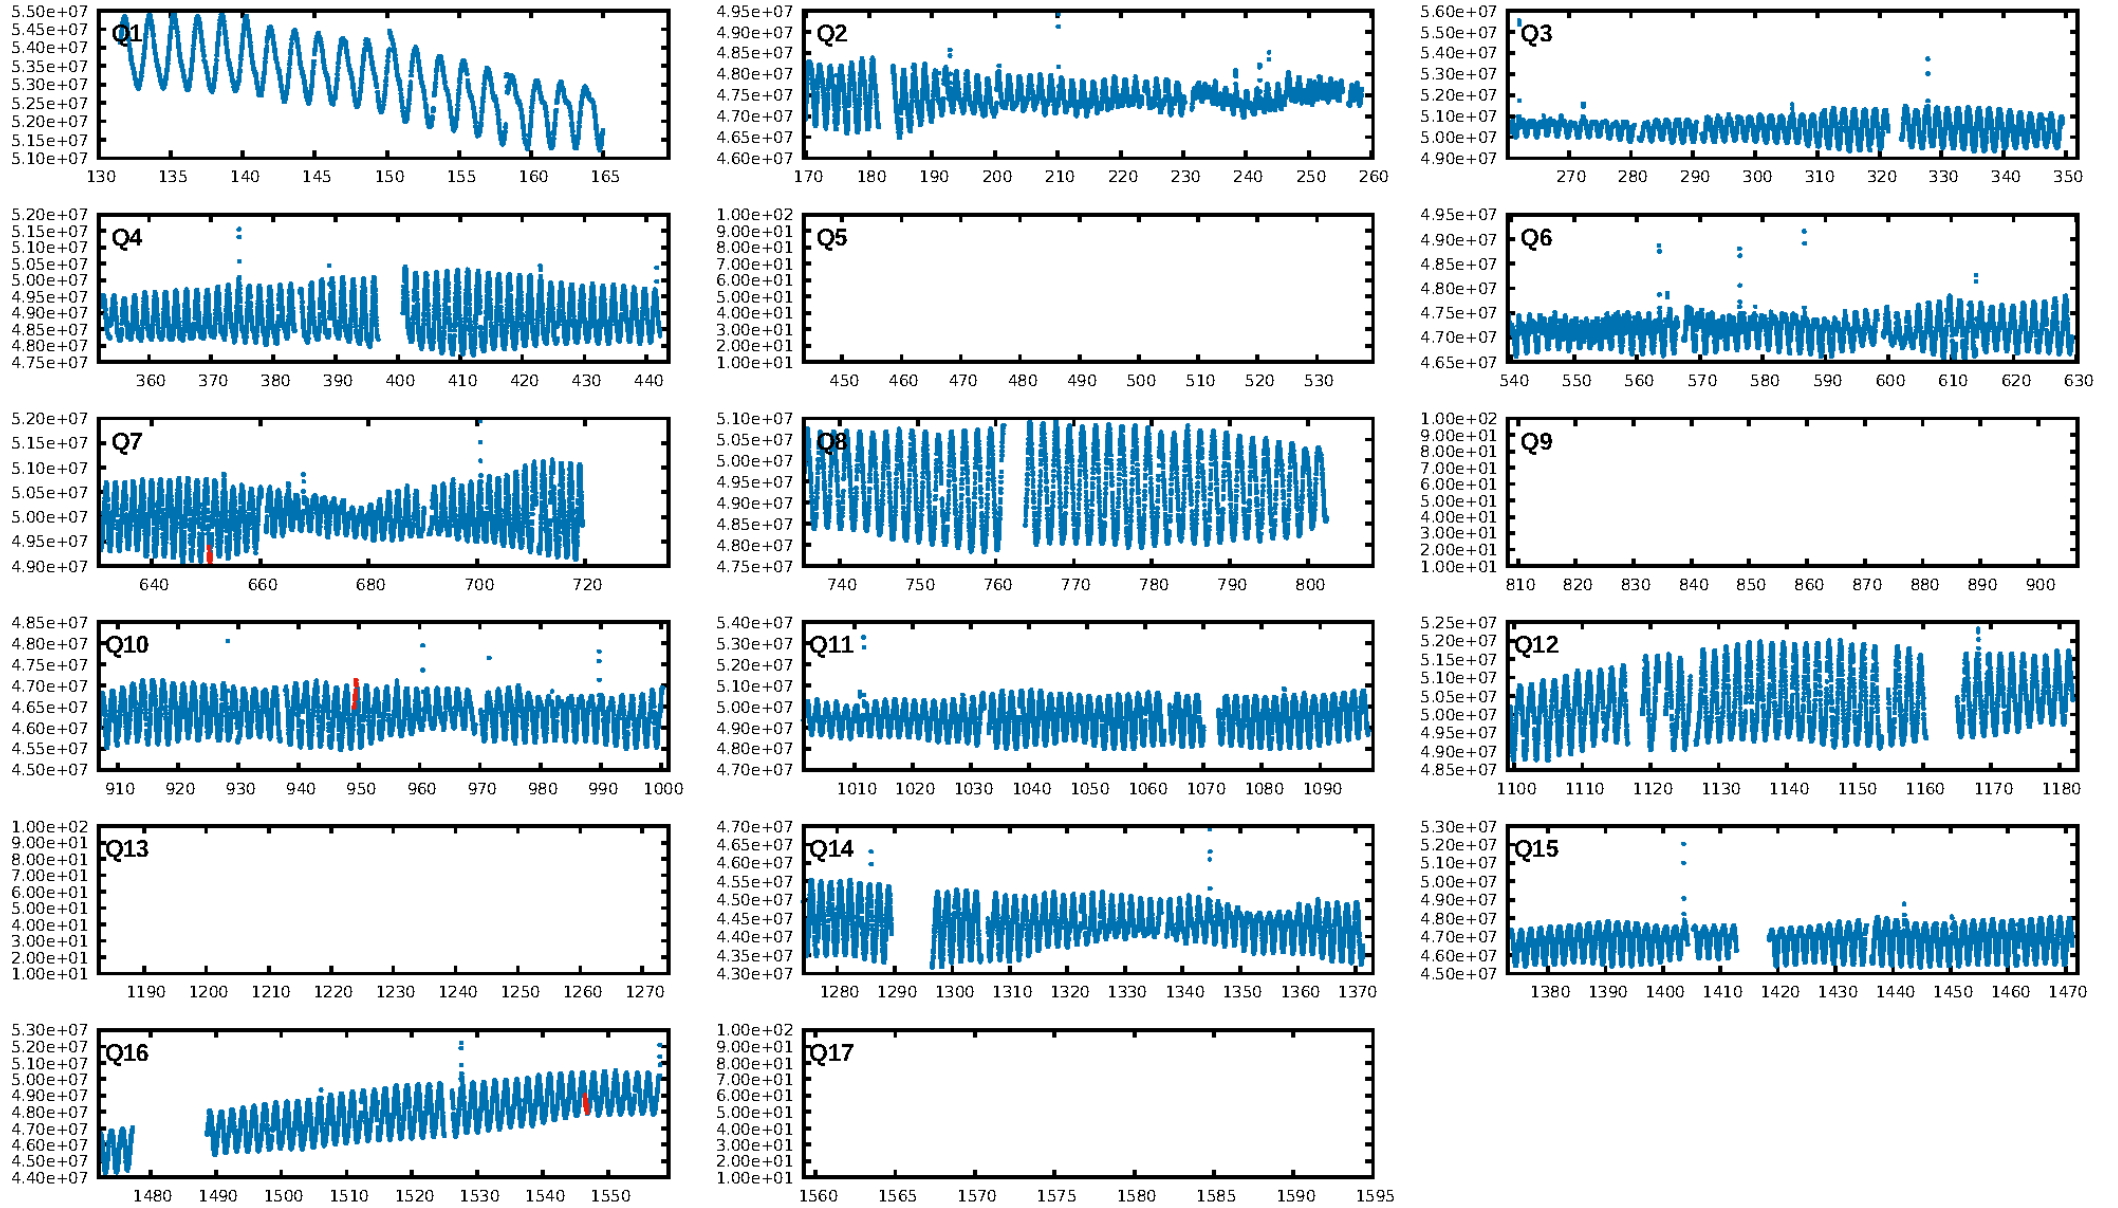 Q1
5.50e+07
5.45e+07
5.40e+07
5.35e+07
5.30e+07
5.25e+07
5.20e+07
5.15e+07
5.10e+07
130 135 140 145 150 155 160 165
Q2
4.95e+07
4.90e+07
4.85e+07
4.80e+07
4.75e+07
4.70e+07
4.65e+07
4.60e+07
170 180 190 200 210 220 230 240 250 260
Q3
5.60e+07
5.50e+07
5.40e+07
5.30e+07
5.20e+07
5.10e+07
5.00e+07
4.90e+07
270 280 290 300 310 320 330 340 350
Q4
5.20e+07
5.15e+07
5.10e+07
5.05e+07
5.00e+07
4.95e+07
4.90e+07
4.85e+07
4.80e+07
4.75e+07
360 370 380 390 400 410 420 430 440
Q5
1.00e+02
9.00e+01
8.00e+01
7.00e+01
6.00e+01
5.00e+01
4.00e+01
3.00e+01
2.00e+01
1.00e+01
450 460 470 480 490 500 510 520 530
Q6
4.95e+07
4.90e+07
4.85e+07
4.80e+07
4.75e+07
4.70e+07
4.65e+07
540 550 560 570 580 590 600 610 620 630
Q7
5.20e+07
5.15e+07
5.10e+07
5.05e+07
5.00e+07
4.95e+07
4.90e+07
640 660 680 700 720
Q8
5.10e+07
5.05e+07
5.00e+07
4.95e+07
4.90e+07
4.85e+07
4.80e+07
4.75e+07
740 750 760 770 780 790 800
Q9
1.00e+02
9.00e+01
8.00e+01
7.00e+01
6.00e+01
5.00e+01
4.00e+01
3.00e+01
2.00e+01
1.00e+01
810 820 830 840 850 860 870 880 890 900
Q10
4.85e+07
4.80e+07
4.75e+07
4.70e+07
4.65e+07
4.60e+07
4.55e+07
4.50e+07
910 920 930 940 950 960 970 980 990 1000
Q11
5.40e+07
5.30e+07
5.20e+07
5.10e+07
5.00e+07
4.90e+07
4.80e+07
4.70e+07
1010 1020 1030 1040 1050 1060 1070 1080 1090
Q12
5.25e+07
5.20e+07
5.15e+07
5.10e+07
5.05e+07
5.00e+07
4.95e+07
4.90e+07
4.85e+07
1100 1110 1120 1130 1140 1150 1160 1170 1180
Q13
1.00e+02
9.00e+01
8.00e+01
7.00e+01
6.00e+01
5.00e+01
4.00e+01
3.00e+01
2.00e+01
1.00e+01
1190 1200 1210 1220 1230 1240 1250 1260 1270
Q14
4.70e+07
4.65e+07
4.60e+07
4.55e+07
4.50e+07
4.45e+07
4.40e+07
4.35e+07
4.30e+07
1280 1290 1300 1310 1320 1330 1340 1350 1360 1370
Q15
5.30e+07
5.20e+07
5.10e+07
5.00e+07
4.90e+07
4.80e+07
4.70e+07
4.60e+07
4.50e+07
1380 1390 1400 1410 1420 1430 1440 1450 1460 1470
Q16
5.30e+07
5.20e+07
5.10e+07
5.00e+07
4.90e+07
4.80e+07
4.70e+07
4.60e+07
4.50e+07
4.40e+07
1480 1490 1500 1510 1520 1530 1540 1550
Q17
1.00e+02
9.00e+01
8.00e+01
7.00e+01
6.00e+01
5.00e+01
4.00e+01
3.00e+01
2.00e+01
1.00e+01
1560 1565 1570 1575 1580 1585 1590 1595